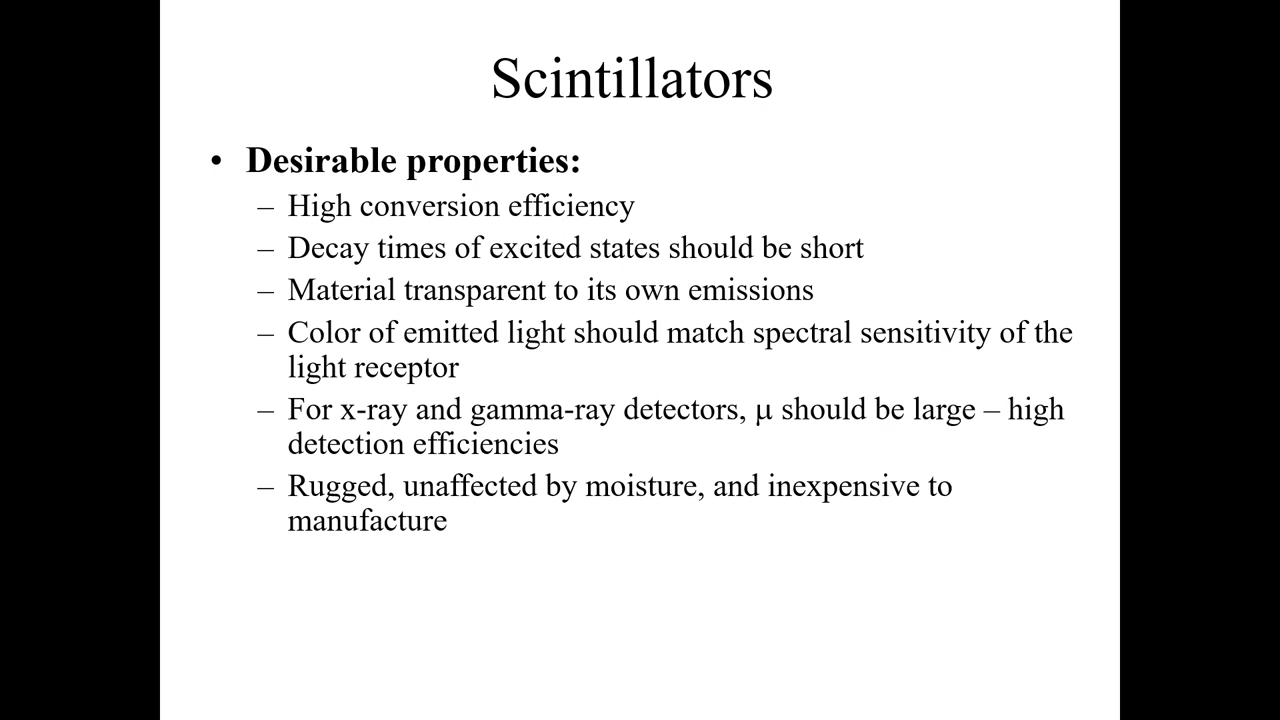 Scintillators
• Desirable properties:
– High conversion efficiency
– Decay times of excited states should be short
– Material transparent to its own emissions
– Color of emitted light should match spectral sensitivity of the
light receptor
– For x-ray and gamma-ray detectors, μ should be large – high
detection efficiencies
– Rugged, unaffected by moisture, and inexpensive to
manufacture